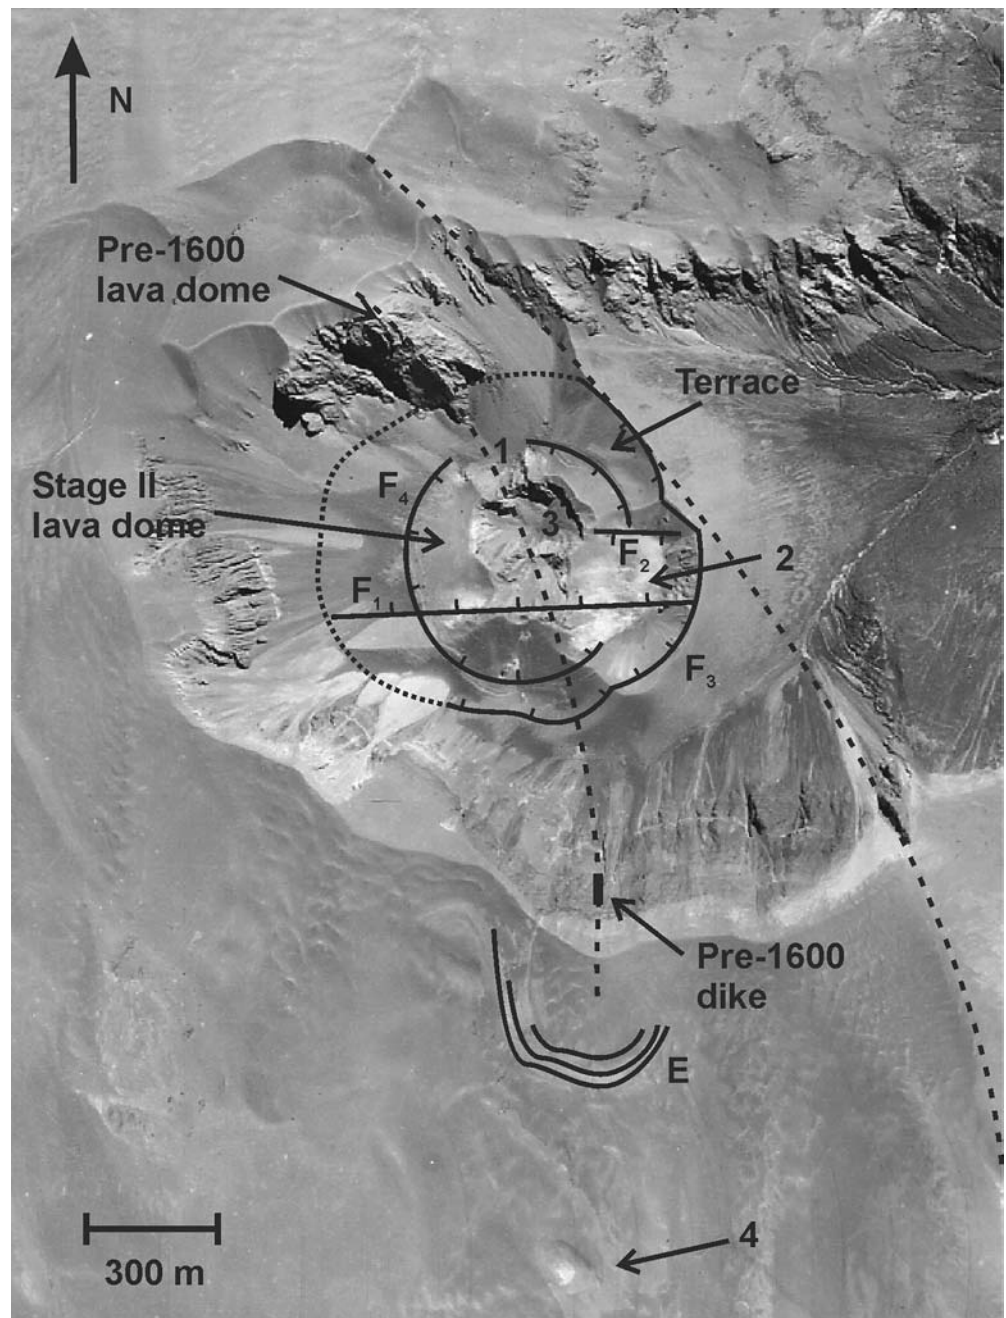 N
Pre-1600
lava dome
Terrace
1
Stage II
lava dome
F4
3
F2
2
F1
F3
Pre-1600
dike
E
4
300 m